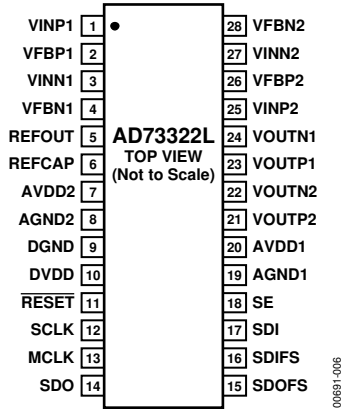 VINP1 1 28 VFBN2
VFBP1 2 27 VINN2
VINN1 3 26 VFBP2
VFBN1 4 25 VINP2
REFOUT 5 AD73322L 24 VOUTN1
REFCAP 6 TOP VIEW 23 VOUTP1
(Not to Scale)
AVDD2 7 22 VOUTN2
AGND2 8 21 VOUTP2
DGND 9 20 AVDD1
DVDD 10 19 AGND1
RESET 11 18 SE
SCLK 12 17 SDI
MCLK 13 16 SDIFS
SDO 14 15 SDOFS
00691-006